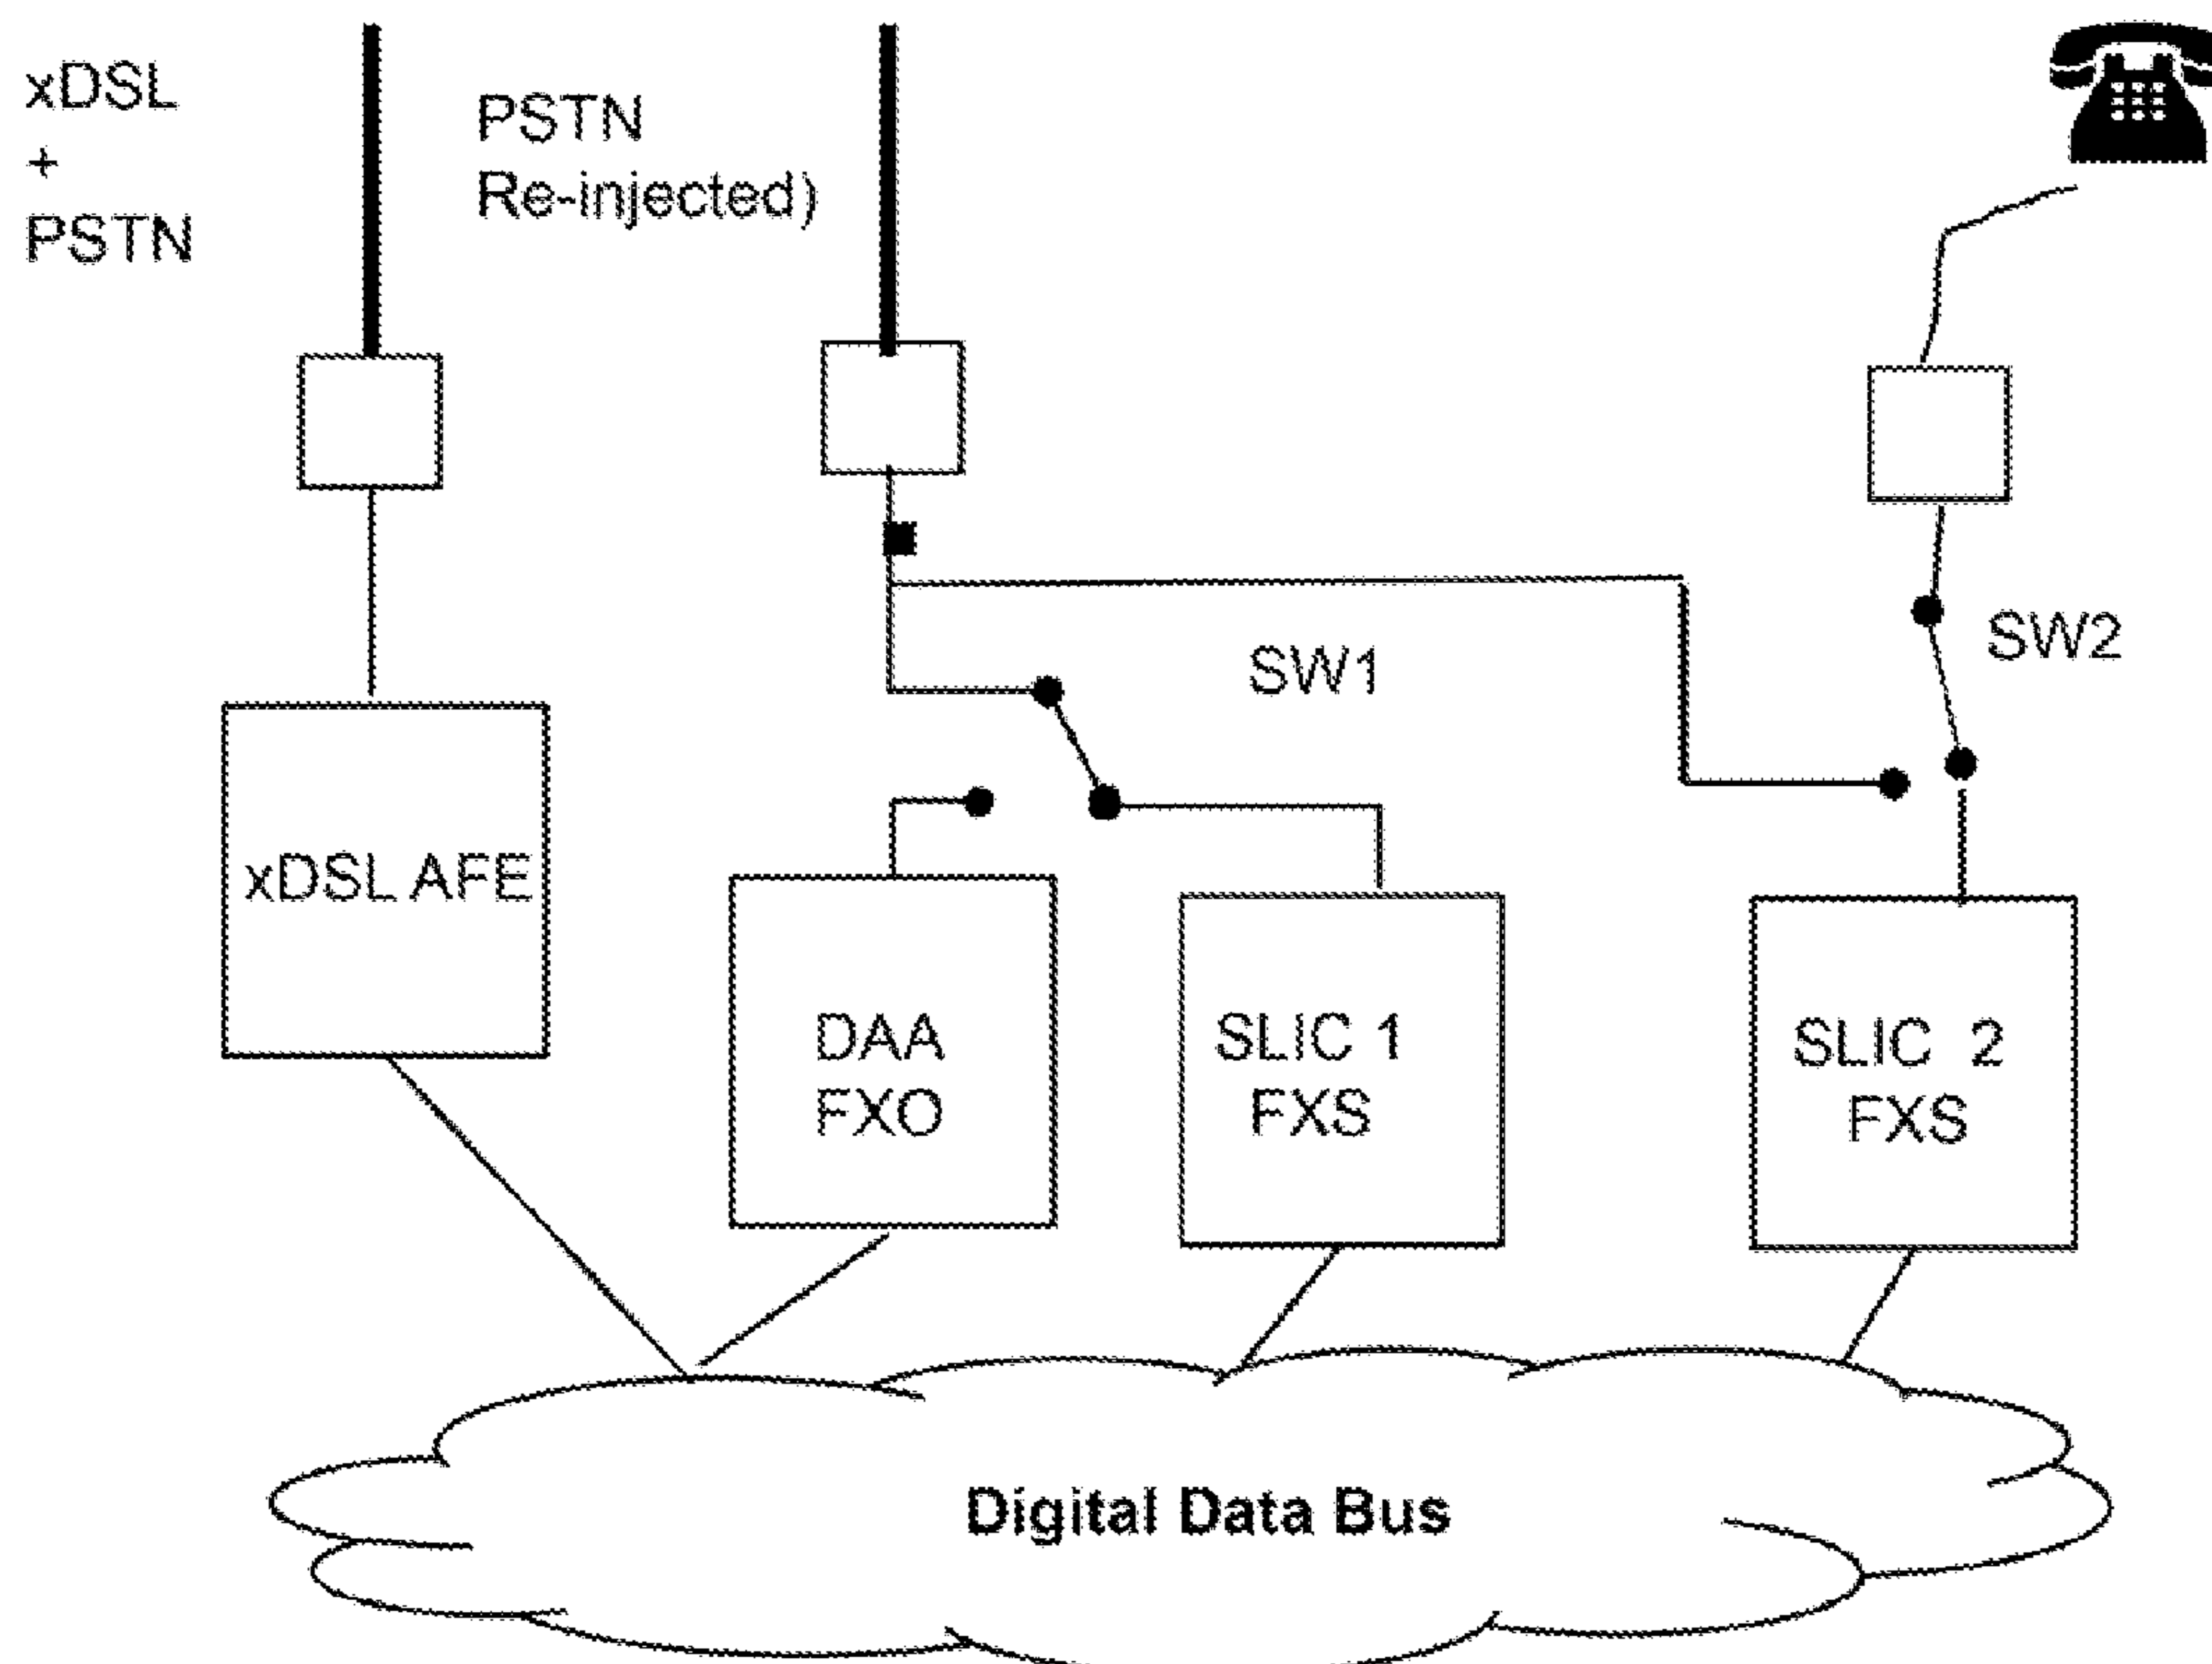 xDSL
+
PSTN
PSTN
Re-injected)
SW1
SW2
xDSL AFE
DAA
FXO
SLIC 1
FXS
SLIC 2
FXS
Digital Data Bus